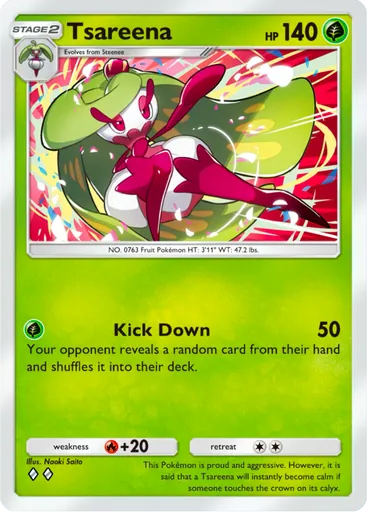 STAGE 2 Tsareena HP 140
Evolves from Steenee
NO. 0763 Fruit Pokémon HT: 3'11" WT: 47.2 lbs.
Kick Down 50
Your opponent reveals a random card from their hand
and shuffles it into their deck.
weakness +20 retreat
Illus. Naoki Saito
This Pokémon is proud and aggressive. However, it is
said that a Tsareena will instantly become calm if
someone touches the crown on its calyx.